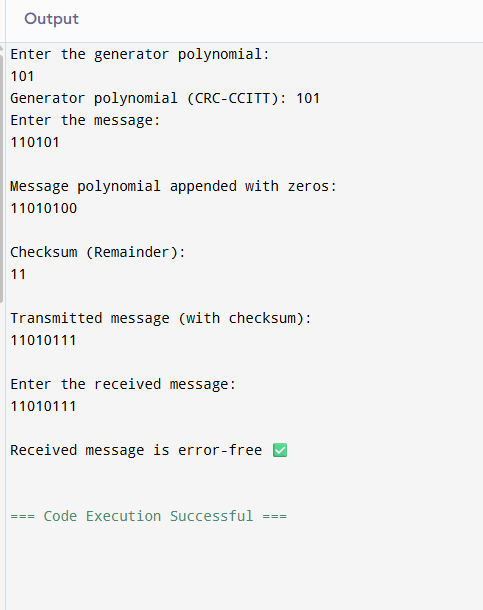 Output
Enter the generator polynomial:
101
Generator polynomial (CRC-CCITT): 101
Enter the message:
110101
Message polynomial appended with zeros:
11010100
Checksum (Remainder):
11
Transmitted message (with checksum):
11010111
Enter the received message:
11010111
Received message is error-free ✅
=== Code Execution Successful ===